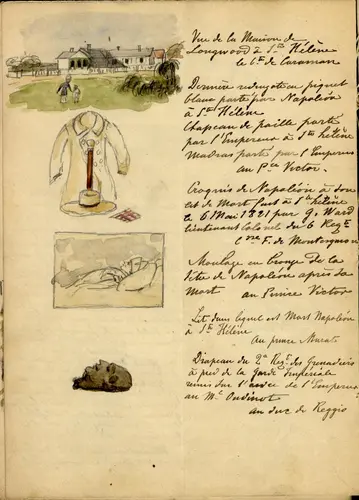 Vue de la Maison de
Longwood à Ste Hélène
le Cte de Caraman
Dernière redingote en piquet
blanc portée par Napoléon
à Ste Hélène
Chapeau de paille porté
par l'Empereur à Ste hélène
Madras porté par l'Empereur
au Pce Victor.
Croquis de Napoléon à son
lit de Mort fait à Ste hélène
le 6 Mai 1821 par G. Ward
lieutenant Colonel du 6 Regt
F. de Montesquiou
Moulage en bronze de la
tête de Napoléon après sa
mort au Prince Victor
Lit dans lequel est Mort Napoléon
à Ste Hélène
au prince Murat
Drapeau du 2e Regt. des Grenadiers
à pied de la Garde Impériale
remis sur l'ordre de l'Empereur
au Mal Oudinot
au duc de Reggio